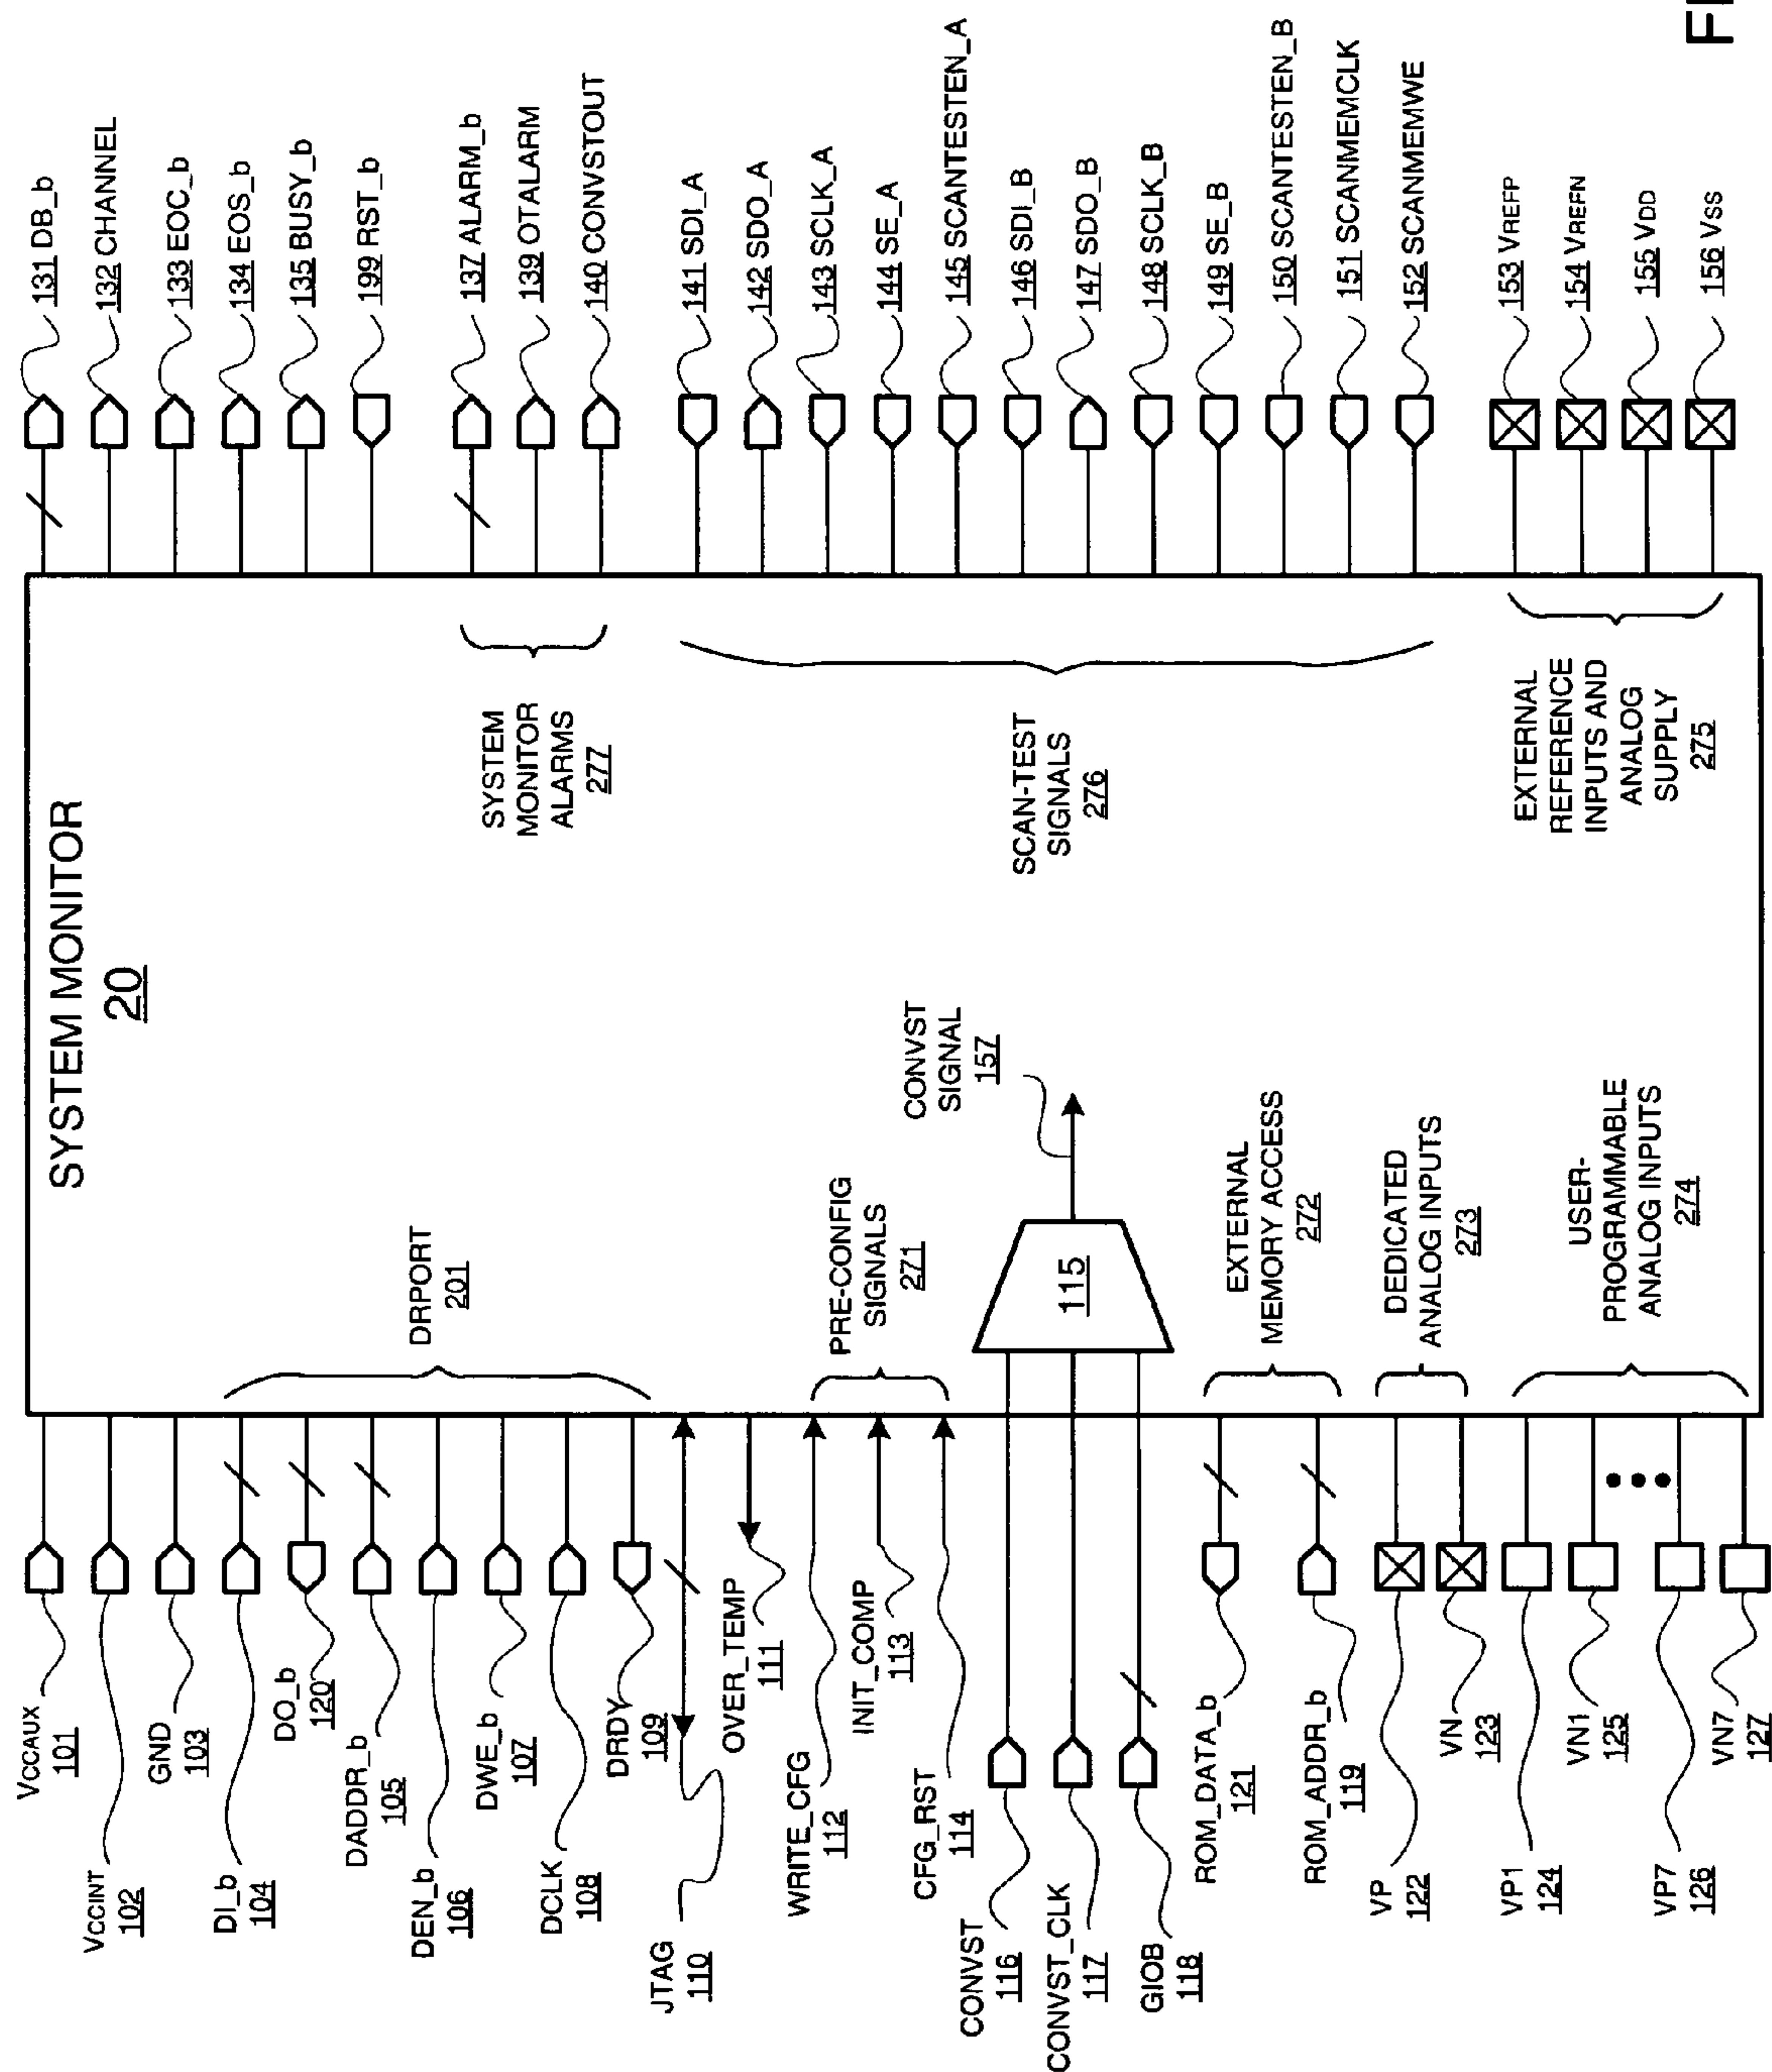 SYSTEM MONITOR
20
VCCAUX
101
VCCINT
102
GND
103
DI_b
104
DO_b
120
DADDR_b
105
DEN_b
106
DWE_b
107
DCLK
108
DRDY
109
JTAG
110
OVER_TEMP
111
WRITE_CFG
112
INIT_COMP
113
CFG_RST
114
CONVST
116
CONVST_CLK
117
GIOB
118
ROM_DATA_b
121
ROM_ADDR_b
119
VP
122
VN
123
VP1
124
VN1
125
VP7
126
VN7
127
DRPORT
201
PRE-CONFIG
SIGNALS
271
115
CONVST
SIGNAL
157
EXTERNAL
MEMORY ACCESS
272
DEDICATED
ANALOG INPUTS
273
USER-
PROGRAMMABLE
ANALOG INPUTS
274
SYSTEM
MONITOR
ALARMS
277
SCAN-TEST
SIGNALS
276
EXTERNAL
REFERENCE
INPUTS AND
ANALOG
SUPPLY
275
131 DB_b
132 CHANNEL
133 EOC_b
134 EOS_b
135 BUSY_b
199 RST_b
137 ALARM_b
139 OTALARM
140 CONVSTOUT
141 SDI_A
142 SDO_A
143 SCLK_A
144 SE_A
145 SCANTESTEN_A
146 SDI_B
147 SDO_B
148 SCLK_B
149 SE_B
150 SCANTESTEN_B
151 SCANMEMCLK
152 SCANMEMWE
153 VREFP
154 VREFN
155 VDD
156 VSS